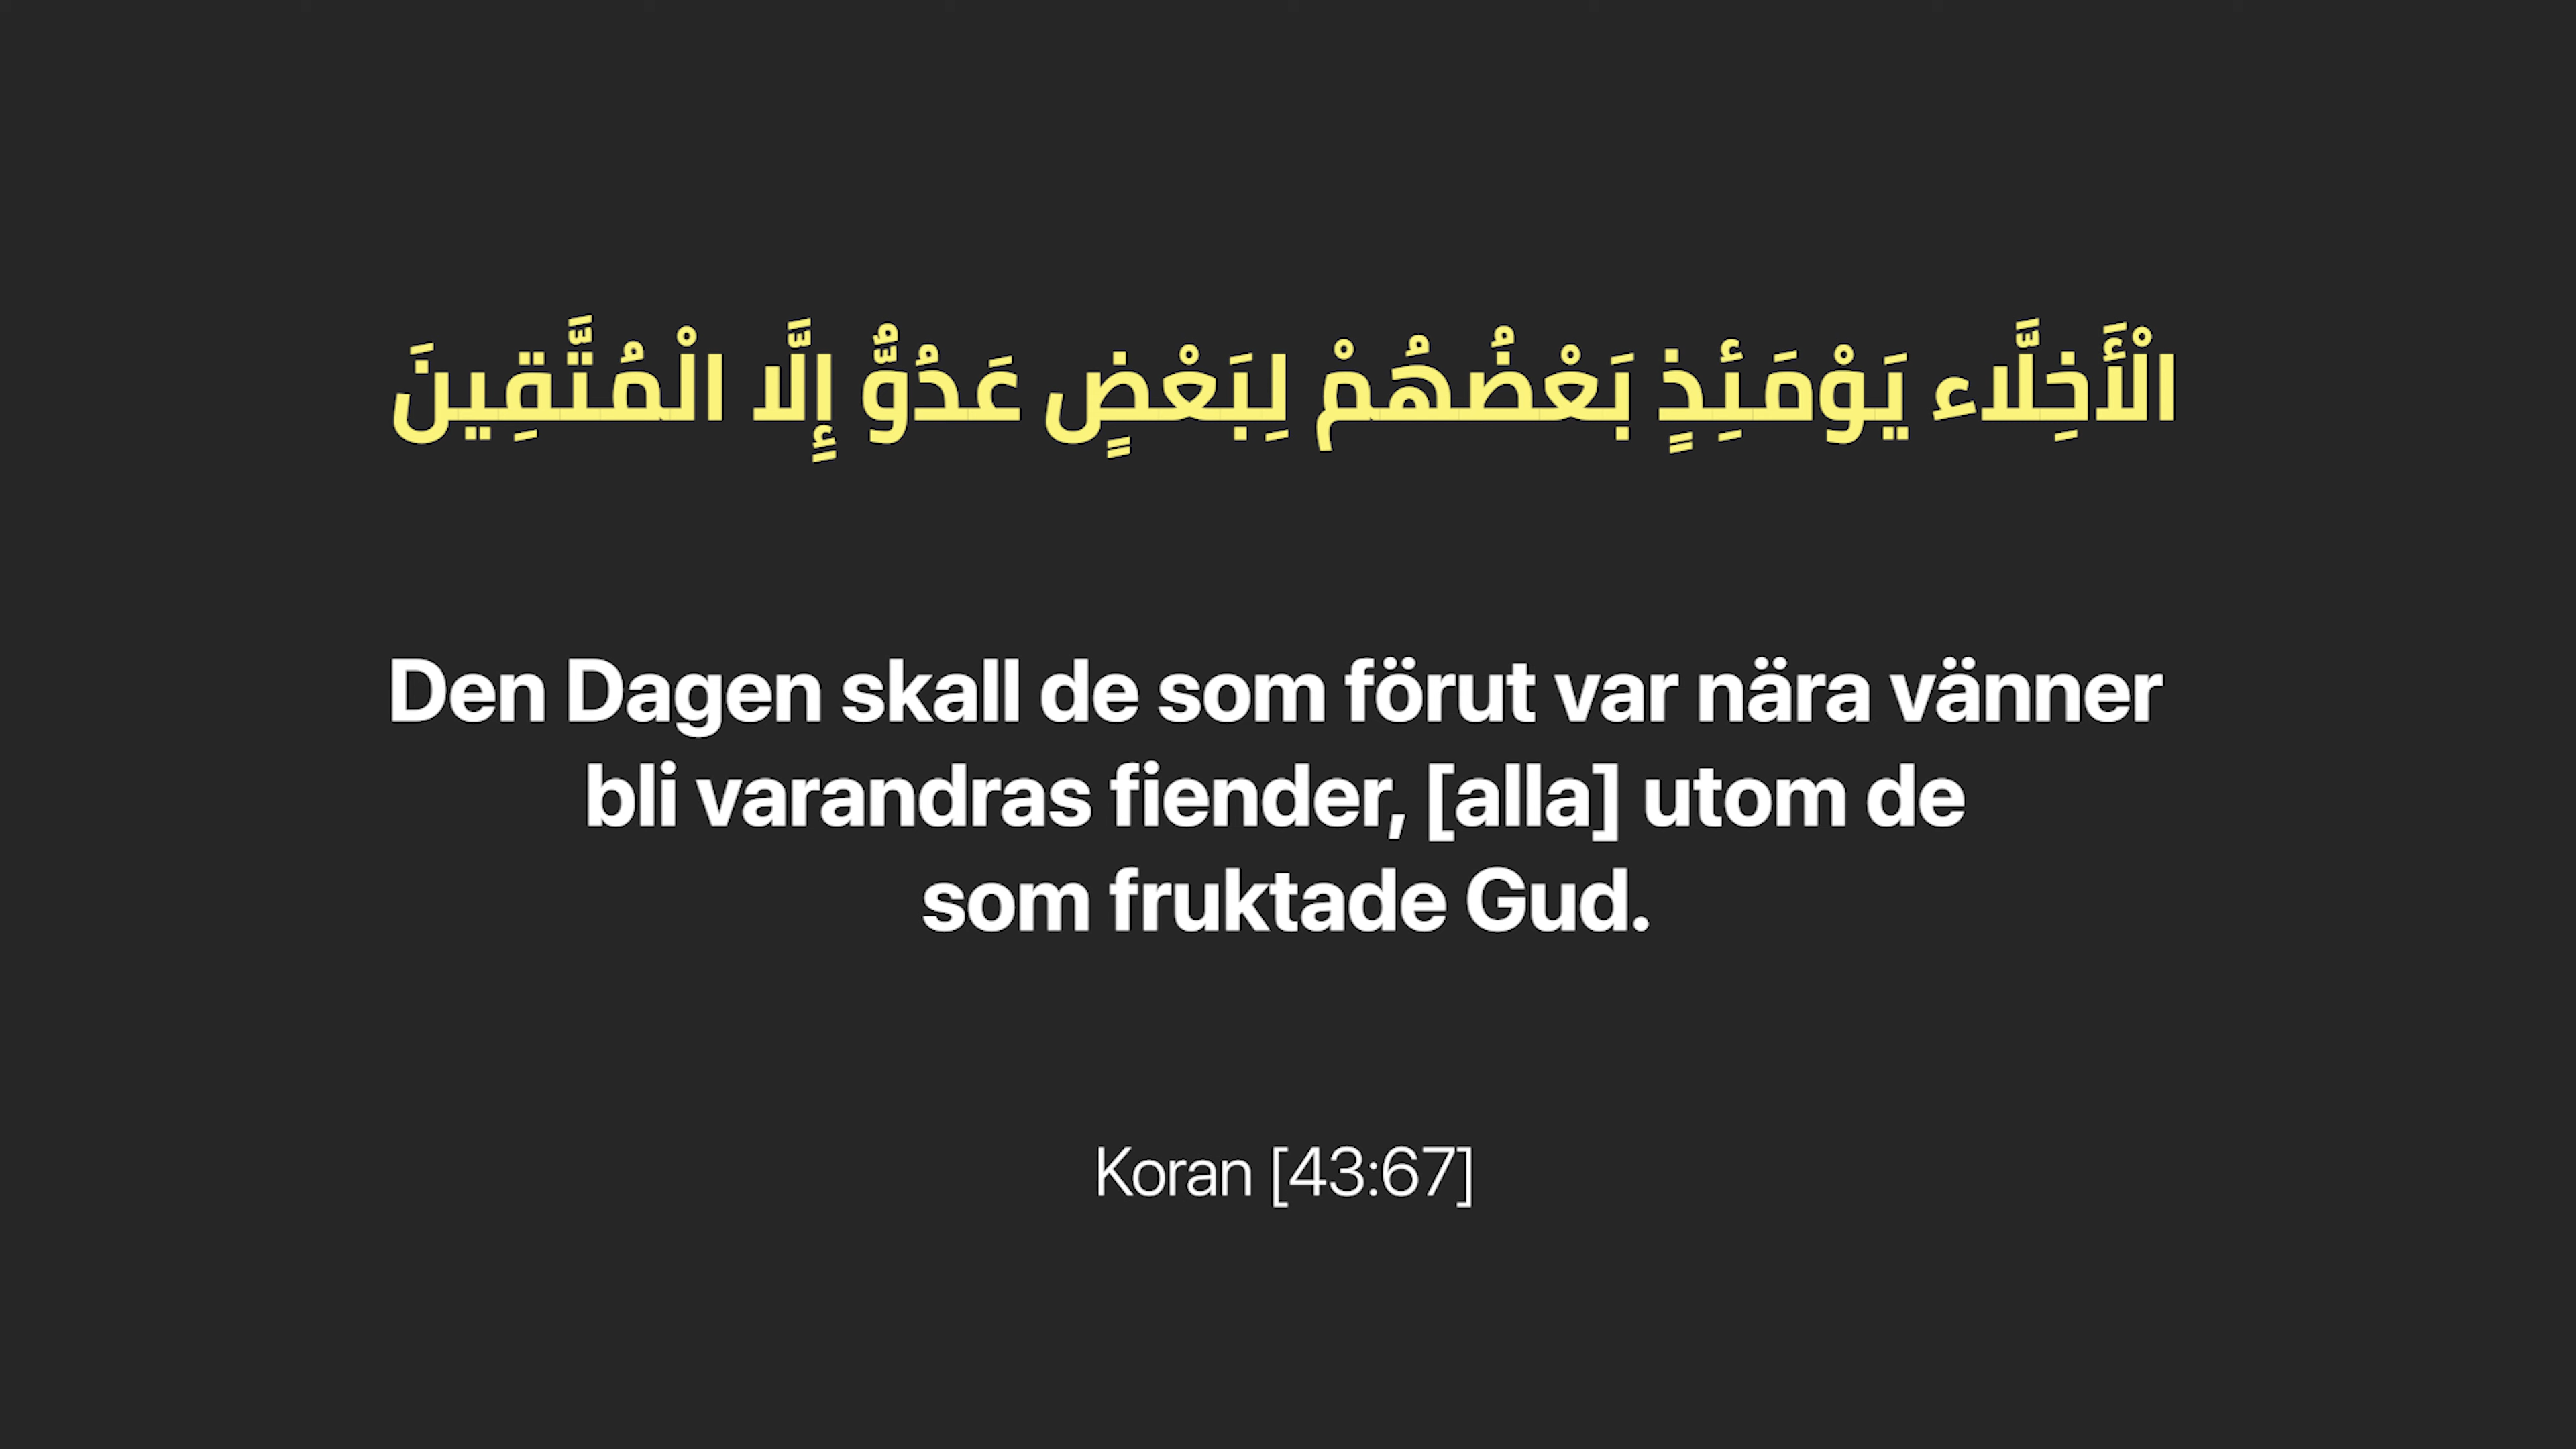 الْأَخِلَّاء يَوْمَئِذٍ بَعْضُهُمْ لِبَعْضٍ عَدُوٌّ إِلَّا الْمُتَّقِينَ
Den Dagen skall de som förut var nära vänner
bli varandras fiender, [alla] utom de
som fruktade Gud.
Koran [43:67]